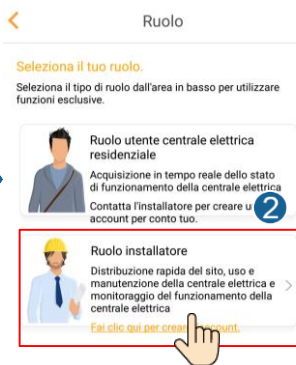 Ruolo
Seleziona il tuo ruolo.
Seleziona il tipo di ruolo dall'area in basso per utilizzare
funzioni esclusive.
Ruolo utente centrale elettrica
residenziale
Acquisizione in tempo reale dello stato
di funzionamento della centrale elettrica
Contatta l'installatore per creare
2
account per conto tuo.
Ruolo installatore
Distribuzione rapida del sito, uso e
manutenzione della centrale elettrica e
monitoraggio del funzionamento della
centrale elettrica
Fai clic qui per